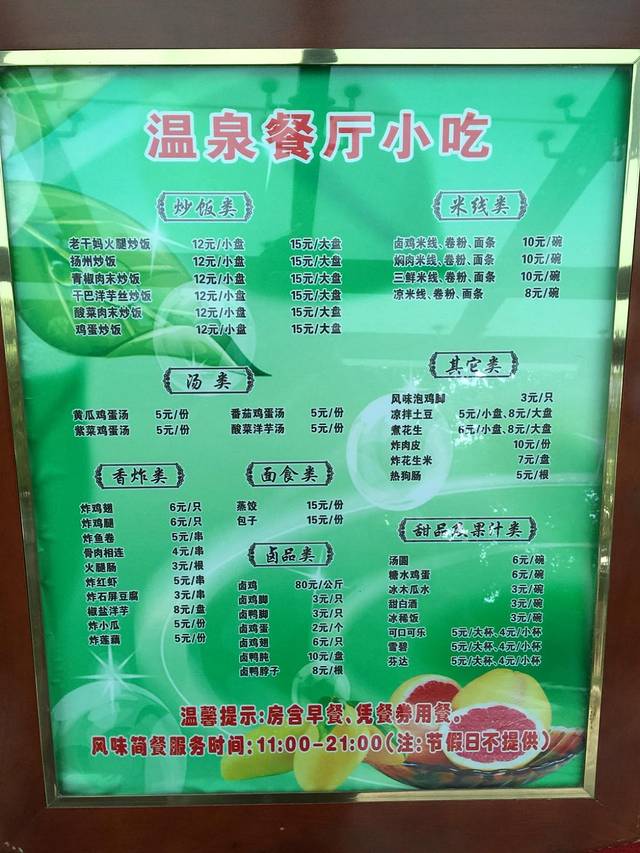 温泉餐厅小吃
炒饭类
老干妈火腿炒饭 12元/小盘 15元/大盘
扬州炒饭 12元/小盘 15元/大盘
青椒肉末炒饭 12元/小盘 15元/大盘
干巴洋芋丝炒饭 12元/小盘 15元/大盘
酸菜肉末炒饭 12元/小盘 15元/大盘
鸡蛋炒饭 12元/小盘 15元/大盘
米线类
卤鸡米线、卷粉、面条 10元/碗
焖肉米线、卷粉、面条 10元/碗
三鲜米线、卷粉、面条 10元/碗
凉米线、卷粉、面条 8元/碗
汤类
黄瓜鸡蛋汤 5元/份 番茄鸡蛋汤 5元/份
紫菜鸡蛋汤 5元/份 酸菜洋芋汤 5元/份
其它类
风味泡鸡脚 3元/只
凉拌土豆 5元/小盘、8元/大盘
煮花生 6元/小盘、8元/大盘
炸肉皮 10元/份
炸花生米 7元/盘
热狗肠 5元/根
香炸类
炸鸡翅 6元/只
炸鸡腿 6元/只
炸鱼卷 5元/串
骨肉相连 4元/串
火腿肠 3元/根
炸红虾 5元/串
炸石屏豆腐 3元/串
椒盐洋芋 8元/盘
炸小瓜 5元/份
炸莲藕 5元/份
面食类
蒸饺 15元/份
包子 15元/份
卤品类
卤鸡 80元/公斤
卤鸡脚 3元/只
卤鸭脚 3元/只
卤鸡蛋 2元/个
卤鸡翅 6元/只
卤鸭肫 10元/盘
卤鸭脖子 8元/根
甜品及果汁类
汤圆 6元/碗
糖水鸡蛋 6元/碗
冰木瓜水 3元/碗
甜白酒 3元/碗
冰稀饭 3元/碗
可口可乐 5元/大杯、4元/小杯
雪碧 5元/大杯、4元/小杯
芬达 5元/大杯、4元/小杯
温馨提示:房含早餐、凭餐券用餐。
风味简餐服务时间:11:00-21:00(注:节假日不提供)